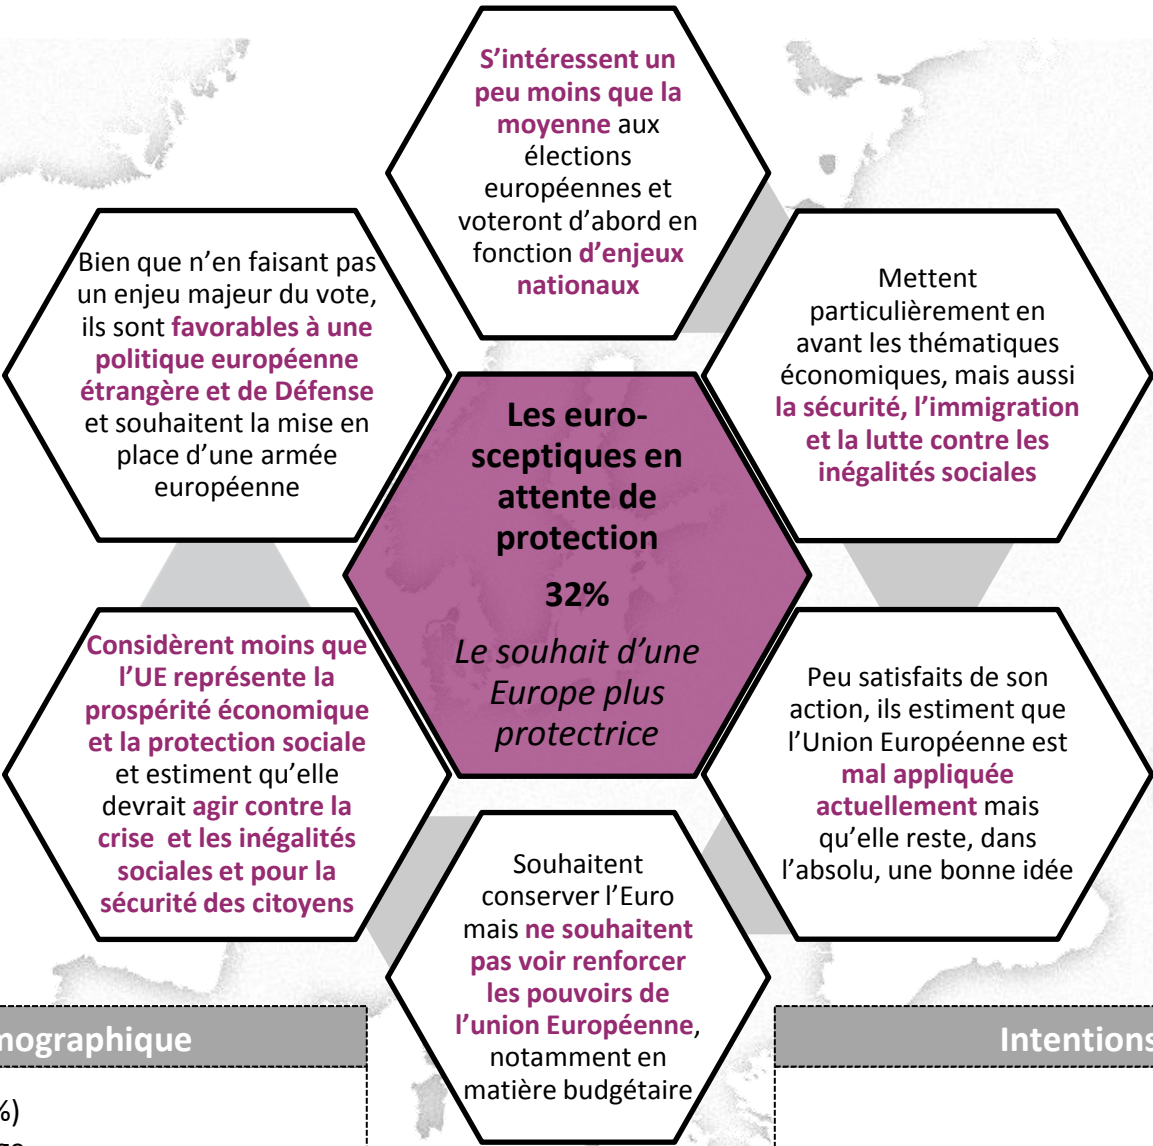 S’intéressent un
peu moins que la
moyenne aux
élections
européennes et
voteront d’abord en
fonction d’enjeux
nationaux
Bien que n’en faisant pas
un enjeu majeur du vote,
ils sont favorables à une
politique européenne
étrangère et de Défense
et souhaitent la mise en
place d’une armée
européenne
Mettent
particulièrement en
avant les thématiques
économiques, mais aussi
la sécurité, l’immigration
et la lutte contre les
inégalités sociales
Les euro-
sceptiques en
attente de
protection
32%
Le souhait d’une
Europe plus
protectrice
Considèrent moins que
l’UE représente la
prospérité économique
et la protection sociale
et estiment qu’elle
devrait agir contre la
crise  et les inégalités
sociales et pour la
sécurité des citoyens
Peu satisfaits de son
action, ils estiment que
l’Union Européenne est
mal appliquée
actuellement mais
qu’elle reste, dans
l’absolu, une bonne idée
Souhaitent
conserver l’Euro
mais ne souhaitent
pas voir renforcer
les pouvoirs de
l’union Européenne,
notamment en
matière budgétaire
mographique
%)
Intentions